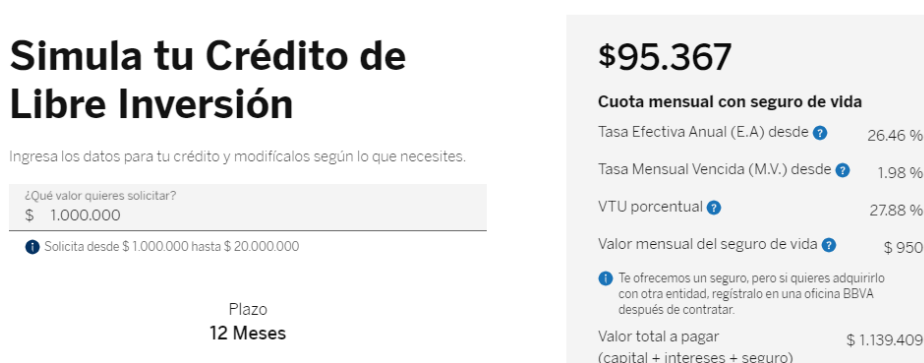 Simula tu Crédito de
Libre Inversión
Ingresa los datos para tu crédito y modifícalos según lo que necesites.
¿Qué valor quieres solicitar?
$ 1.000.000
Solicita desde $ 1.000.000 hasta $ 20.000.000
Plazo
12 Meses
$95.367
Cuota mensual con seguro de vida
Tasa Efectiva Anual (E.A) desde ? 26.46 %
Tasa Mensual Vencida (M.V.) desde ? 1.98 %
VTU porcentual ? 27.88 %
Valor mensual del seguro de vida ? $ 950
Te ofrecemos un seguro, pero si quieres adquirirlo
con otra entidad, regístralo en una oficina BBVA
después de contratar.
Valor total a pagar $ 1.139.409
(capital + intereses + seguro)